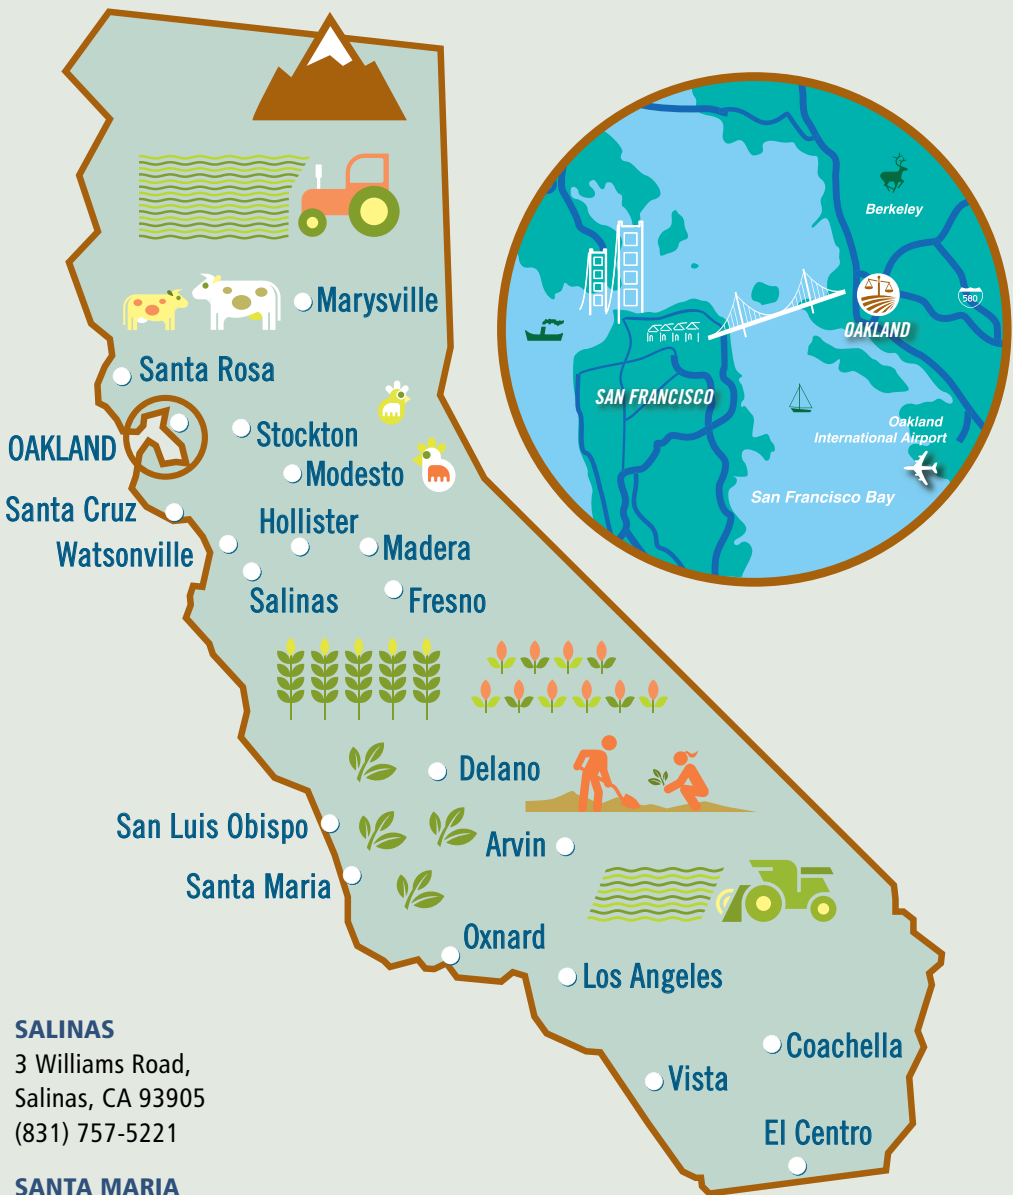 Berkeley
580
OAKLAND
SAN FRANCISCO
Oakland
International Airport
San Francisco Bay
Marysville
Santa Rosa
OAKLAND
Stockton
Modesto
Santa Cruz
Hollister
Watsonville
Madera
Salinas
Fresno
Delano
San Luis Obispo
Arvin
Santa Maria
Oxnard
Los Angeles
Coachella
Vista
El Centro
SALINAS
3 Williams Road,
Salinas, CA 93905
(831) 757-5221
SANTA MARIA